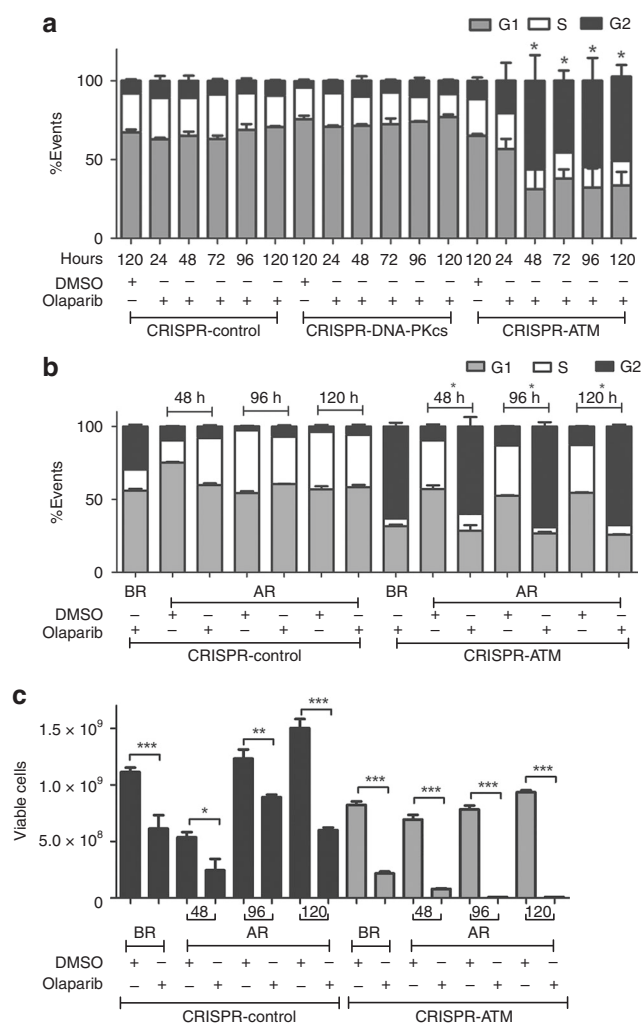 a
G1 S G2
* * * *
100
50
0
%Events
Hours 120 24 48 72 96 120 120 24 48 72 96 120 120 24 48 72 96 120
DMSO + – – – – – + – – – – – + – – – – –
Olaparib – + + + + + – + + + + + – + + + + +
CRISPR-control CRISPR-DNA-PKcs CRISPR-ATM
b
G1 S G2
48 h 96 h 120 h 48 h * 96 h * 120 h *
100
50
0
%Events
BR AR BR AR
DMSO – + – + – + – – + – + – + –
Olaparib + – + – + – + + – + – + – +
CRISPR-control CRISPR-ATM
c
*** * ** *** *** *** *** ***
1.5 × 10⁹
1.0 × 10⁹
5.0 × 10⁸
0
Viable cells
48 96 120 48 96 120
BR AR BR AR
DMSO + – + – + – + – + – + – + – + –
Olaparib – + – + – + – + – + – + – + – +
CRISPR-control CRISPR-ATM